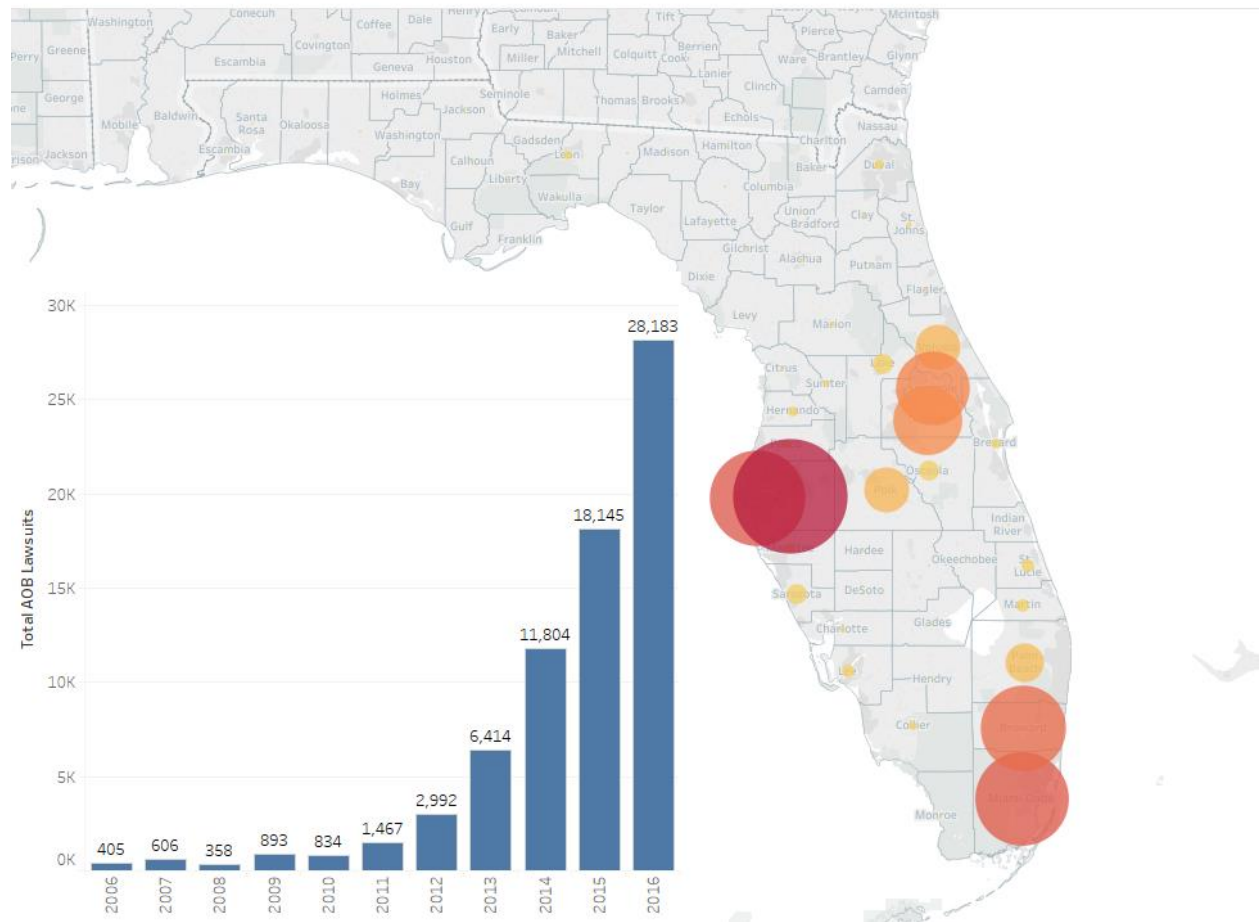 McIntosh
Washington
Conecuh
Coffee
Dale
Henry
Early
Baker
Tift
Pierce
Greene
Covington
Miller
Mitchell
Colquitt
Berrien
Cook
Ware
Brantley
Glynn
Perry
Escambia
Geneva
Houston
Lanier
Clinch
Camden
George
Baldwin
Holmes
Jackson
Seminole
Thomas
Brooks
Echols
Mobile
Santa
Rosa
Okaloosa
Washington
Gadsden
Leon
Madison
Hamilton
Charlton
Nassau
Jackson
Escambia
Calhoun
Baker
Duval
Bay
Liberty
Wakulla
Columbia
Gulf
Franklin
Taylor
Lafayette
Union
Bradford
Clay
St
Johns
Gilchrist
Alachua
Putnam
Dixie
Flagler
Levy
Marion
Citrus
Sumter
Lake
Hernando
Brevard
Osceola
Polk
Indian
River
Hardee
Okeechobee
St
Lucie
Sarasota
DeSoto
Martin
Charlotte
Glades
Lee
Hendry
Palm
Beach
Collier
Broward
Miami-Dade
Monroe
Total AOB Lawsuits
30K
25K
20K
15K
10K
5K
0K
405
606
358
893
834
1,467
2,992
6,414
11,804
18,145
28,183
2006
2007
2008
2009
2010
2011
2012
2013
2014
2015
2016